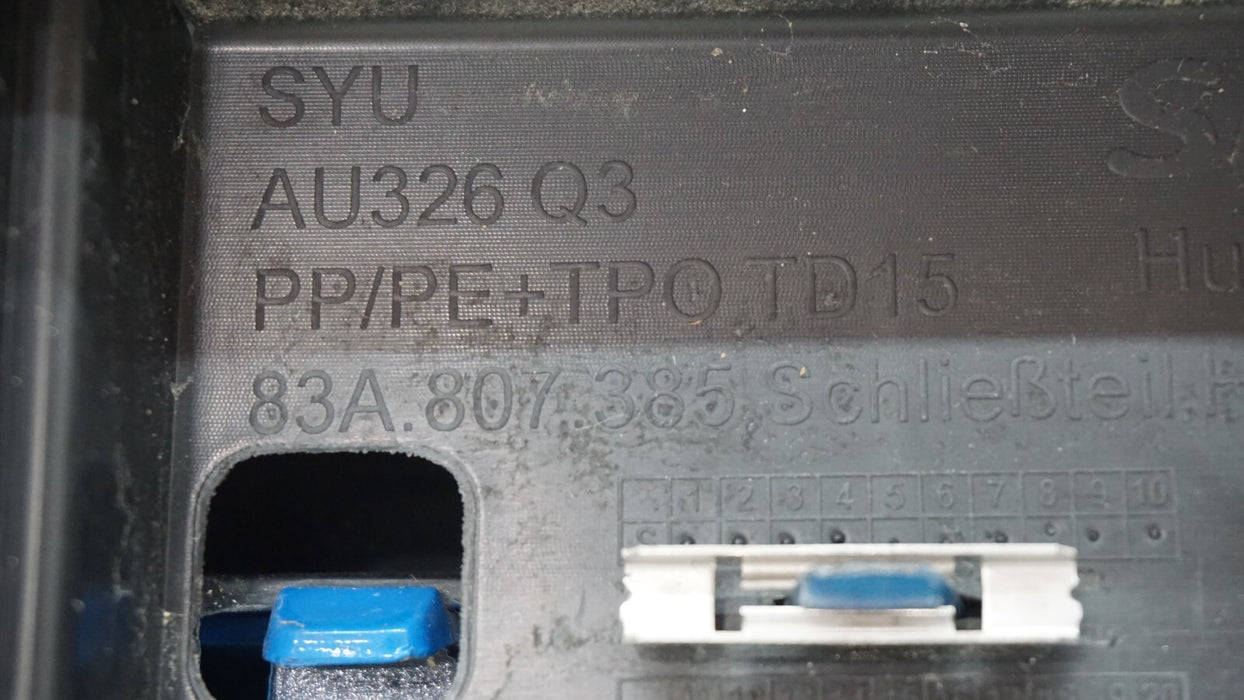 SYU
AU326 Q3
Hu
PP/PE+TPO TD15
83A.807.385 Schließteil H
1 2 3 4 5 6 7 8 9 10
S